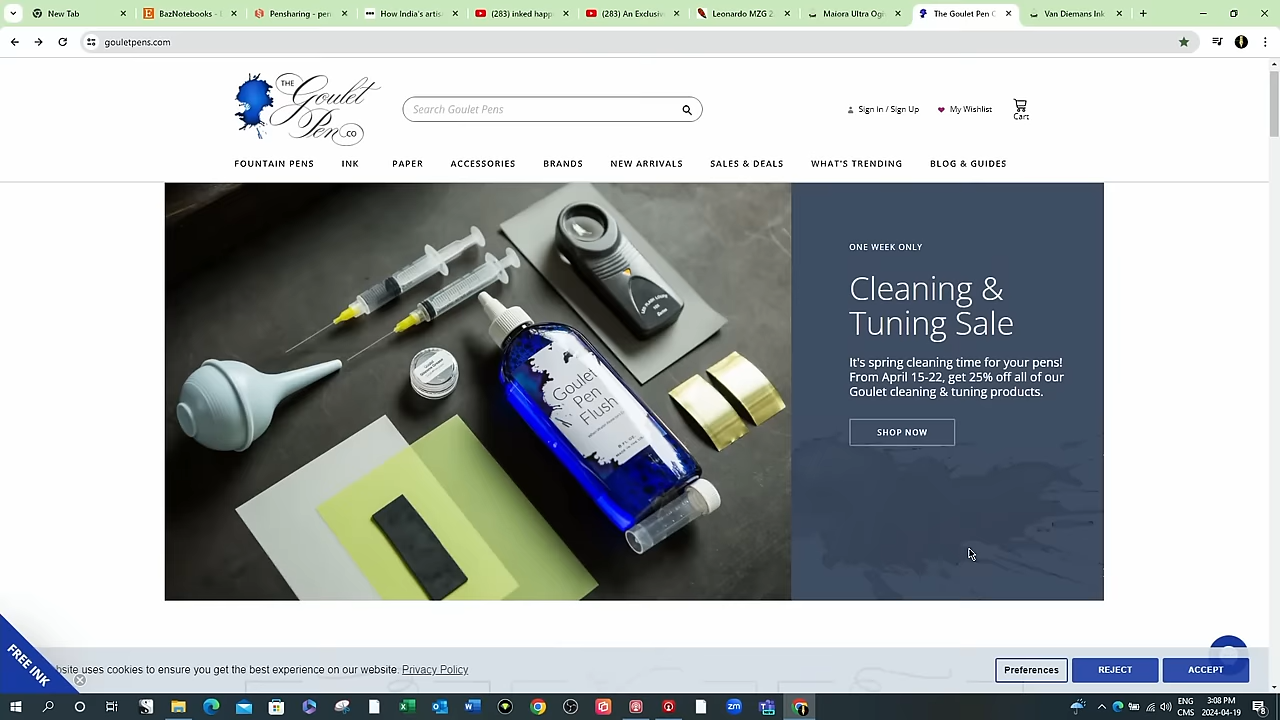 New Tab
BazNotebooks - E
Pensharing - pen
How India's artis
(283) inked happ
(283) An Exclusiv
Leonardo MZG 2
Maiora Ultra Ogi
The Goulet Pen C
Van Diemans Ink
gouletpens.com
THE
Goulet
Pen CO
Search Goulet Pens
Sign in / Sign Up
My Wishlist
Cart
FOUNTAIN PENS
INK
PAPER
ACCESSORIES
BRANDS
NEW ARRIVALS
SALES & DEALS
WHAT'S TRENDING
BLOG & GUIDES
Goulet
Pen
Flush
ONE WEEK ONLY
Cleaning &
Tuning Sale
It's spring cleaning time for your pens!
From April 15-22, get 25% off all of our
Goulet cleaning & tuning products.
SHOP NOW
FREE INK
bsite uses cookies to ensure you get the best experience on our website. Privacy Policy
Preferences
REJECT
ACCEPT
ENG
CMS
3:08 PM
2024-04-19